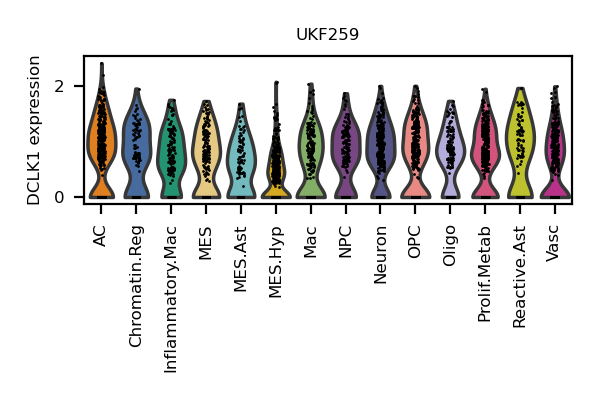 UKF259
DCLK1 expression
2
0
AC
Chromatin.Reg
Inflammatory.Mac
MES
MES.Ast
MES.Hyp
Mac
NPC
Neuron
OPC
Oligo
Prolif.Metab
Reactive.Ast
Vasc